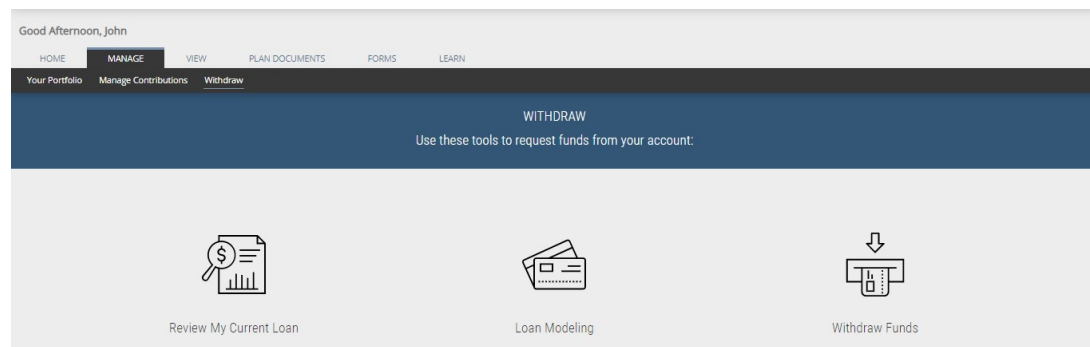 Good Afternoon, John
HOME MANAGE VIEW PLAN DOCUMENTS FORMS LEARN
Your Portfolio Manage Contributions Withdraw
WITHDRAW
Use these tools to request funds from your account:
$
Review My Current Loan Loan Modeling Withdraw Funds